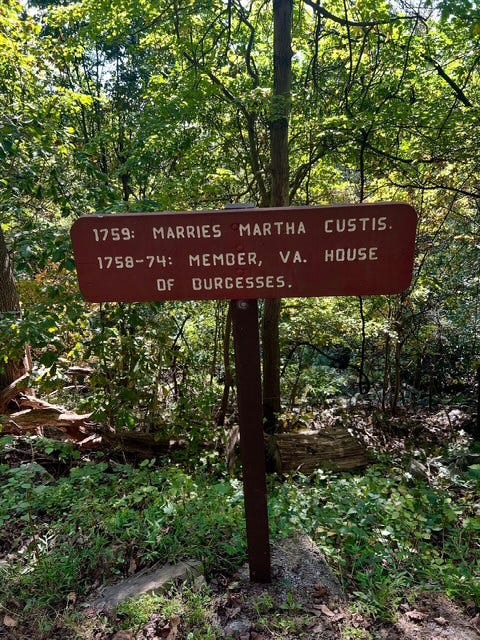 1759: MARRIES MARTHA CUSTIS.
1758-74: MEMBER, VA. HOUSE
OF BURGESSES.